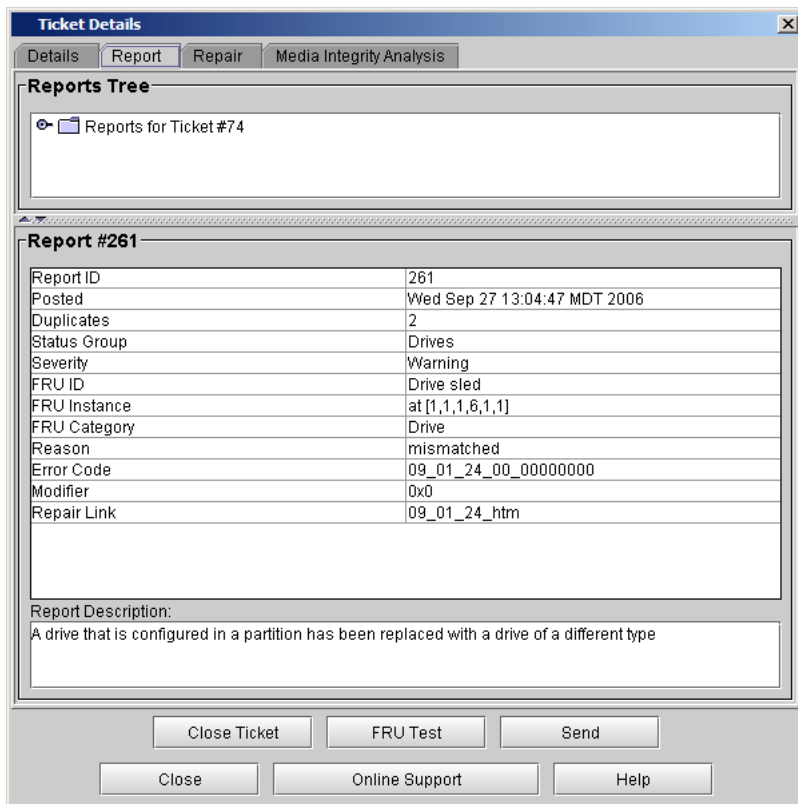 Ticket Details
Details Report Repair Media Integrity Analysis
Reports Tree
Reports for Ticket #74
Report #261
Report ID 261
Posted Wed Sep 27 13:04:47 MDT 2006
Duplicates 2
Status Group Drives
Severity Warning
FRU ID Drive sled
FRU Instance at [1,1,1,6,1,1]
FRU Category Drive
Reason mismatched
Error Code 09_01_24_00_00000000
Modifier 0x0
Repair Link 09_01_24_htm
Report Description:
A drive that is configured in a partition has been replaced with a drive of a different type
Close Ticket FRU Test Send
Close Online Support Help